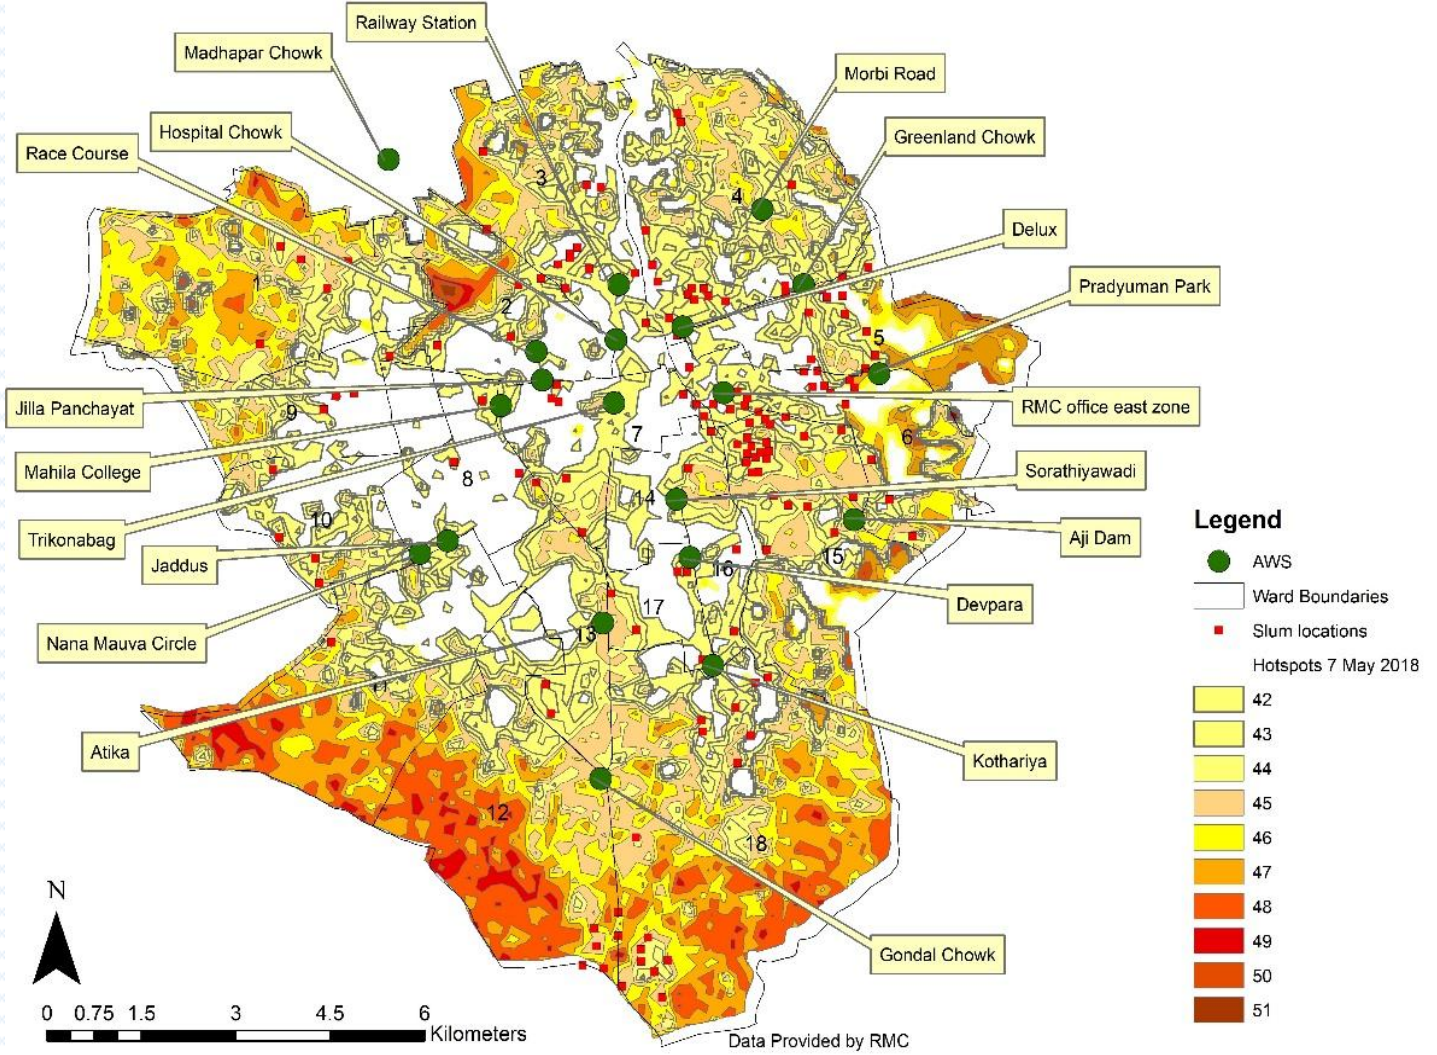 Railway Station
Madhapar Chowk
Morbi Road
Hospital Chowk
Greenland Chowk
Race Course
3
4
Delux
Pradyuman Park
1
2
5
Jilla Panchayat
9
RMC office east zone
7
6
Mahila College
8
Sorathiyawadi
14
10
Trikonabag
Aji Dam
Jaddus
15
16
Devpara
17
Nana Mauva Circle
13
11
Atika
Kothariya
12
18
Gondal Chowk
Legend
AWS
Ward Boundaries
Slum locations
Hotspots 7 May 2018
42
43
44
45
46
47
48
49
50
51
N
0 0.75 1.5 3 4.5 6
Kilometers
Data Provided by RMC